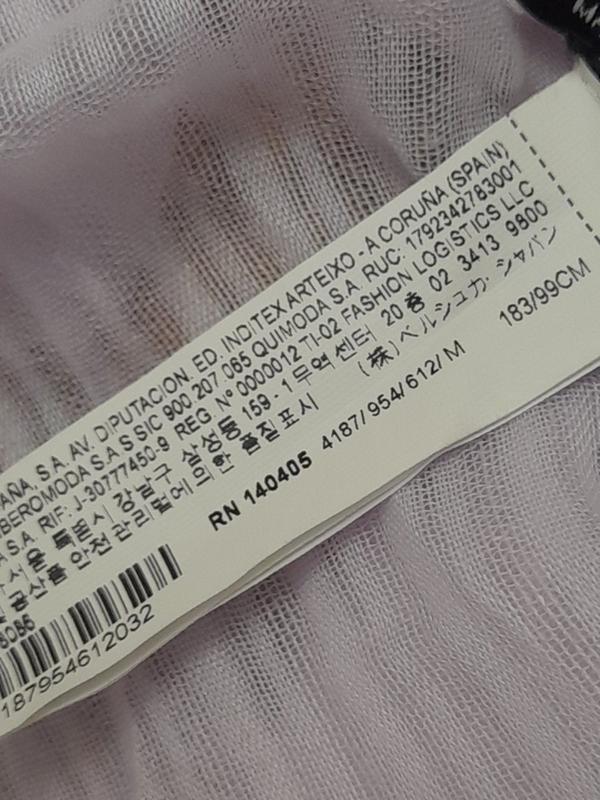 MA
AÑA, S.A. AV. DIPUTACION, ED. INDITEX ARTEIXO - A CORUÑA (SPAIN)
BEROMODA S.A.S SIC 900 207 065 QUIMODA S.A. RUC: 1792342783001
A S.A. RIF: J-30777450-9 REG. Nº 0000012 TI-02 FASHION LOGISTICS LLC
서울 특별시 강남구 삼성동 159 - 1 무역센터 20층 02 3413 9800
공산품 안전 관리법에 의한 품질표시 (株)ベルシュカ・ジャパン
8086 RN 140405 4187/954/612/M 183/99CM
187954612032